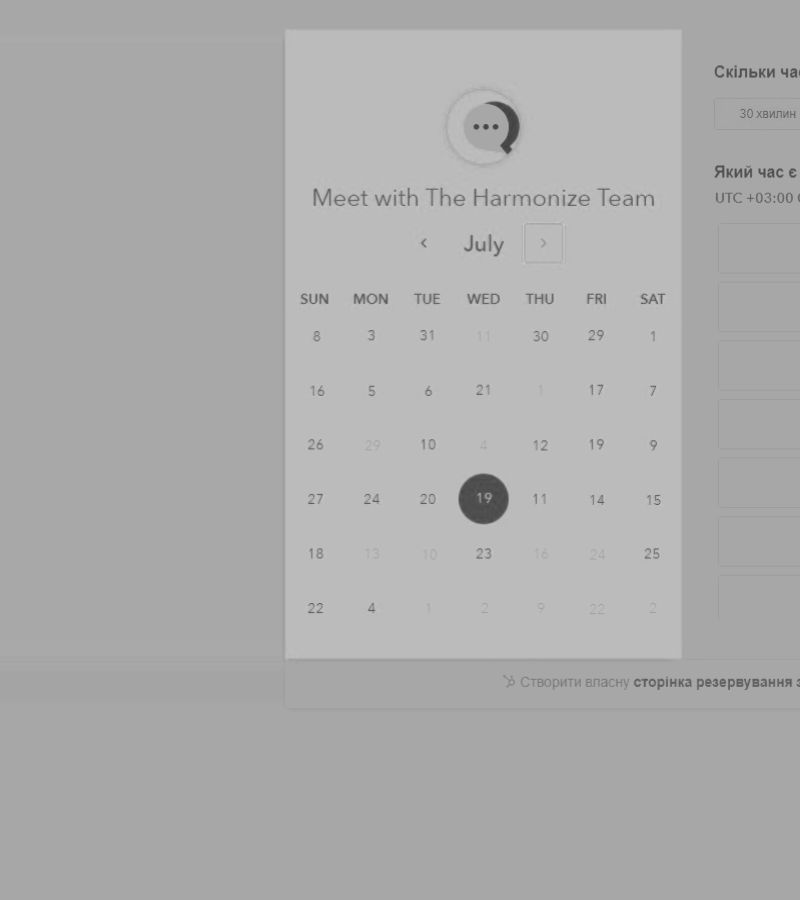 Meet with The Harmonize Team
July
SUN MON TUE WED THU FRI SAT
8 3 31 11 30 29 1
16 5 6 21 1 17 7
26 29 10 4 12 19 9
27 24 20 19 11 14 15
18 13 10 23 16 24 25
22 4 1 2 9 22 2
Скільки ча
30 хвилин
Який час є
UTC +03:00
Створити власну сторінка резервування з